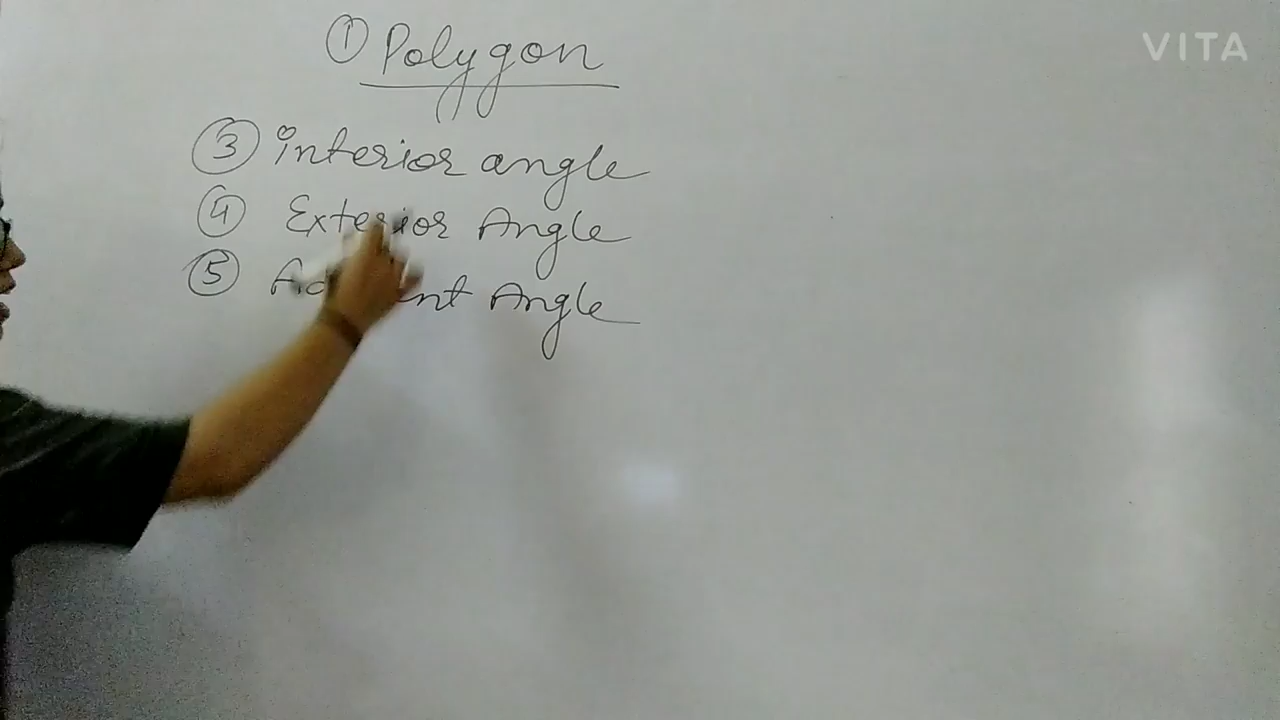 ① Polygon
VITA
③ interior angle
④ Exterior Angle
⑤ Angle